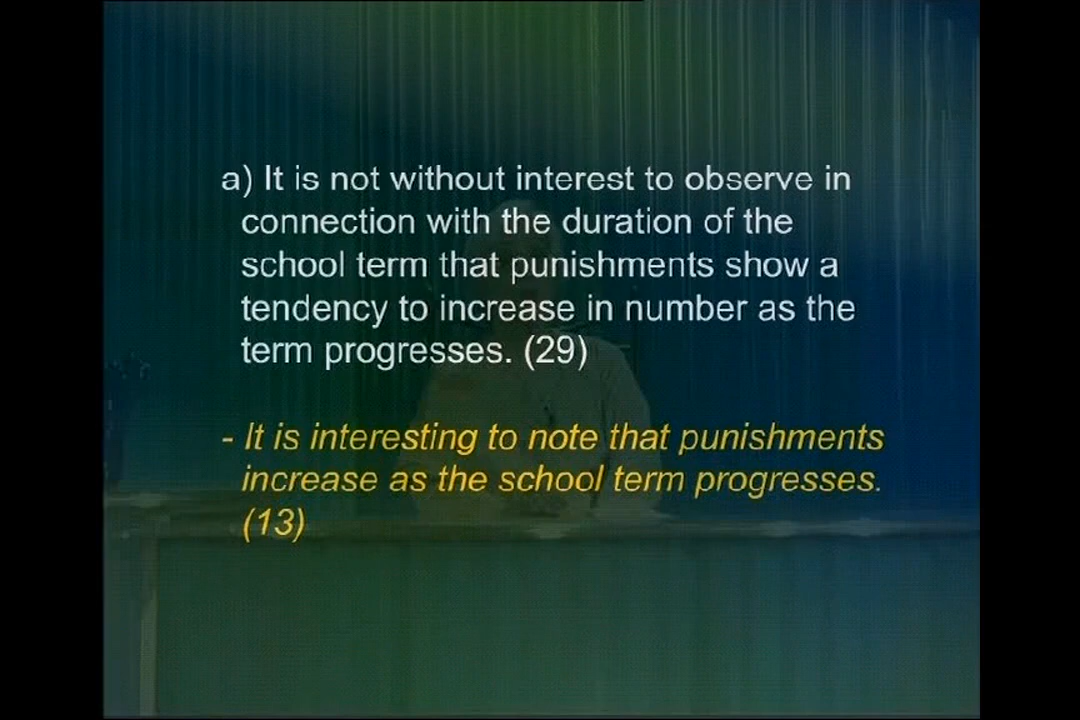 a) It is not without interest to observe in
connection with the duration of the
school term that punishments show a
tendency to increase in number as the
term progresses. (29)
- It is interesting to note that punishments
increase as the school term progresses.
(13)